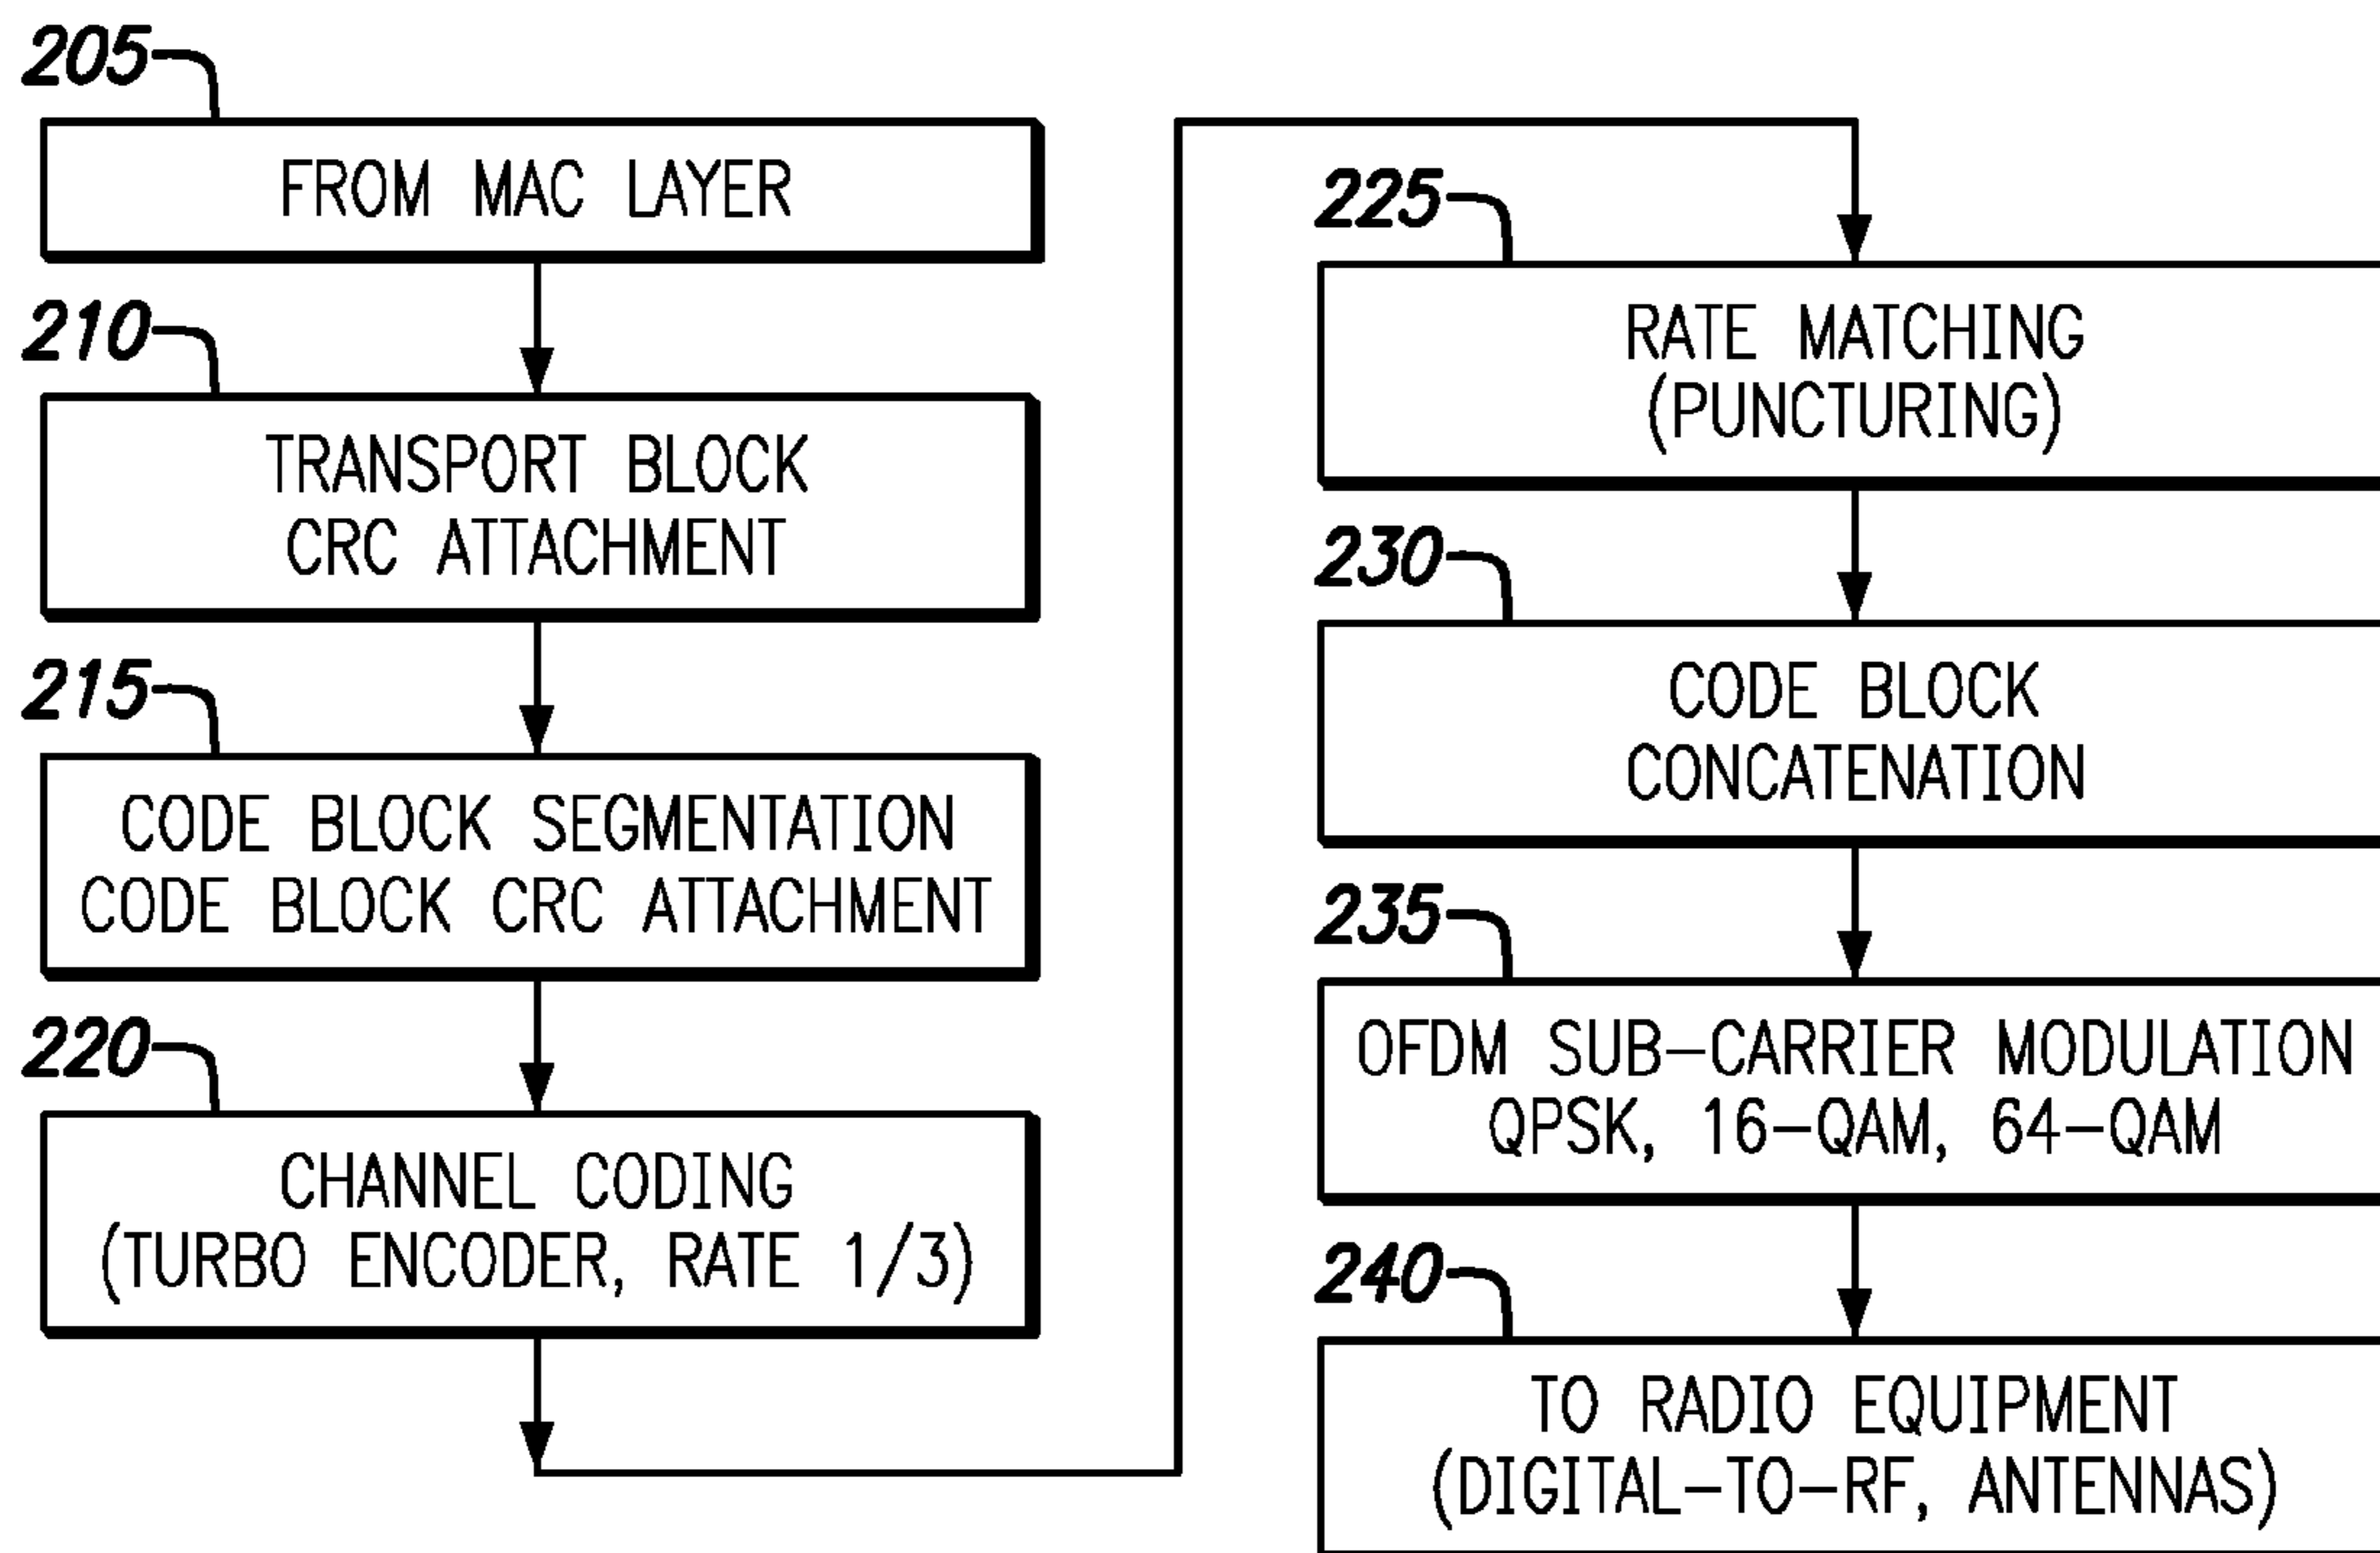 205
FROM MAC LAYER
210
TRANSPORT BLOCK
CRC ATTACHMENT
215
CODE BLOCK SEGMENTATION
CODE BLOCK CRC ATTACHMENT
220
CHANNEL CODING
(TURBO ENCODER, RATE 1/3)
225
RATE MATCHING
(PUNCTURING)
230
CODE BLOCK
CONCATENATION
235
OFDM SUB-CARRIER MODULATION
QPSK, 16-QAM, 64-QAM
240
TO RADIO EQUIPMENT
(DIGITAL-TO-RF, ANTENNAS)